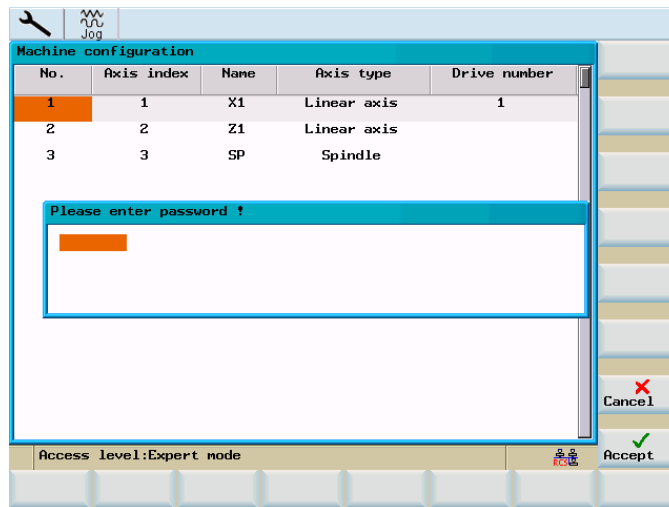 Jog
Machine configuration
No. Axis index Name Axis type Drive number
1 1 X1 Linear axis 1
2 2 Z1 Linear axis
3 3 SP Spindle
Please enter password !
Cancel
Access level:Expert mode RCS Accept